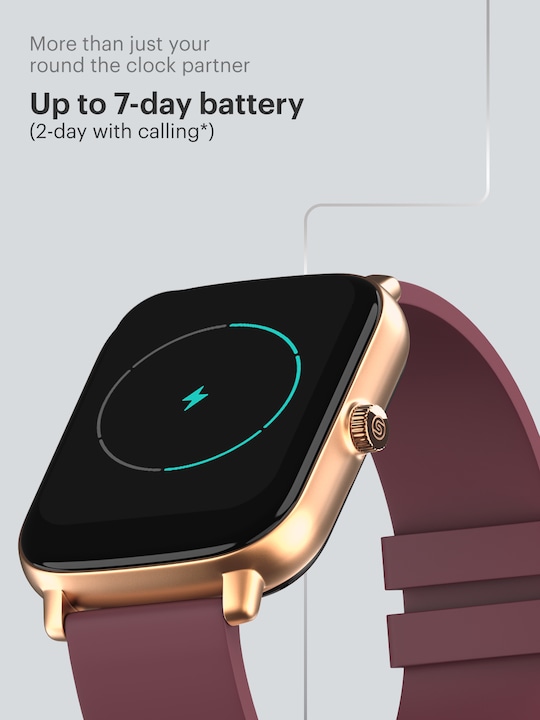 More than just your
round the clock partner
Up to 7-day battery
(2-day with calling*)